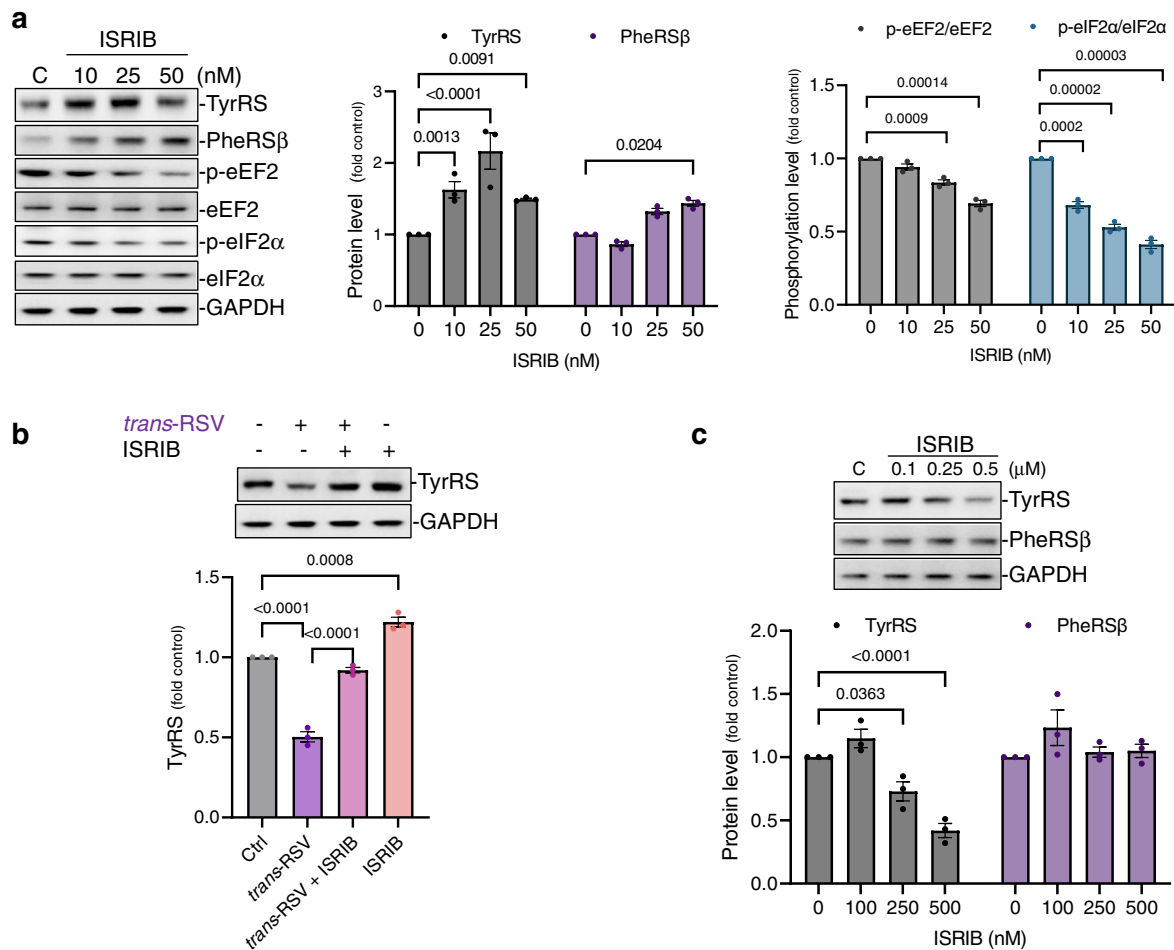 a
ISRIB
C 10 25 50 (nM)
-TyrRS
-PheRSβ
-p-eEF2
-eEF2
-p-eIF2α
-eIF2α
-GAPDH
TyrRS PheRSβ
Protein level (fold control)
3
2
1
0
0.0091
<0.0001
0.0013
0.0204
0 10 25 50 0 10 25 50
ISRIB (nM)
p-eEF2/eEF2 p-eIF2α/eIF2α
Phosphorylation level (fold control)
1.5
1.0
0.5
0.0
0.00014
0.0009
0.00003
0.00002
0.0002
0 10 25 50 0 10 25 50
ISRIB (nM)
b
trans-RSV - + + -
ISRIB - - + +
-TyrRS
-GAPDH
TyrRS (fold control)
1.5
1.0
0.5
0.0
0.0008
<0.0001
<0.0001
Ctrl
trans-RSV
trans-RSV + ISRIB
ISRIB
c
ISRIB
C 0.1 0.25 0.5 (μM)
-TyrRS
-PheRSβ
-GAPDH
TyrRS PheRSβ
Protein level (fold control)
2.0
1.5
1.0
0.5
0.0
<0.0001
0.0363
0 100 250 500 0 100 250 500
ISRIB (nM)